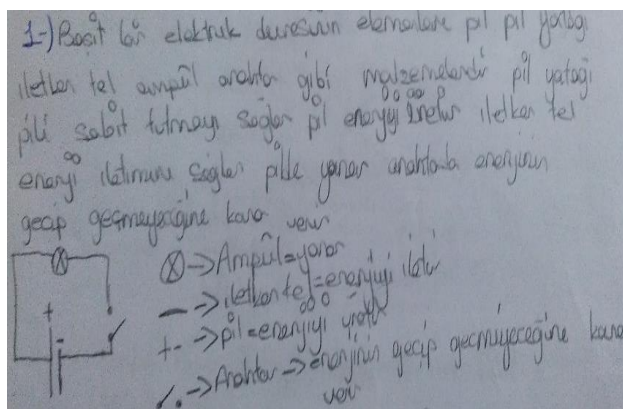 1-) Basit bir elektrik devresinin elemanları pil pil yatağı
iletken tel ampül anahtar gibi malzemelerdir pil yatağı
pili sabit tutmayı sağlar pil enerjiyi üretir iletken tel
enerji iletimini sağlar pille yanar anahtarla enerjinin
geçip geçmeyeceğine karar verir
Ampül=yanar
iletken tel=enerjiyi iletir
+ - pil=enerjiyi üretir
Anahtar enerjinin geçip geçmiyeceğine karar
verir
+